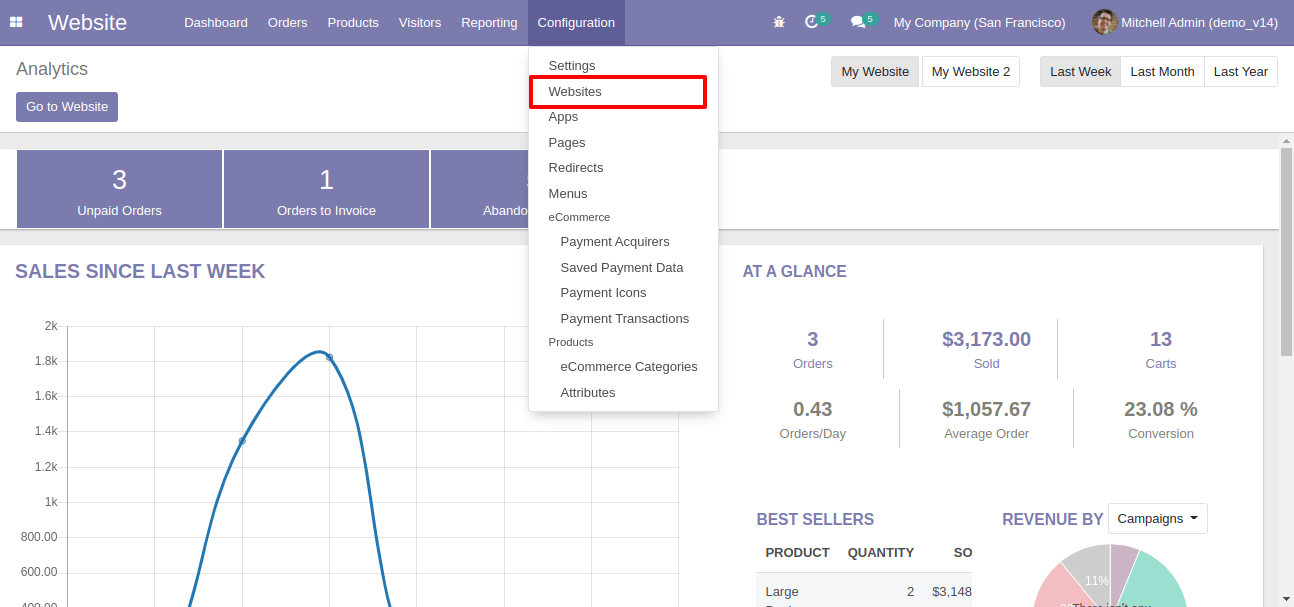 Website Dashboard Orders Products Visitors Reporting Configuration 5 5 My Company (San Francisco) Mitchell Admin (demo_v14)
Analytics
Go to Website
My Website My Website 2 Last Week Last Month Last Year
Settings
Websites
Apps
Pages
Redirects
Menus
eCommerce
Payment Acquirers
Saved Payment Data
Payment Icons
Payment Transactions
Products
eCommerce Categories
Attributes
3
Unpaid Orders
1
Orders to Invoice
Abando
SALES SINCE LAST WEEK
2k
1.8k
1.6k
1.4k
1.2k
1k
800.00
600.00
400.00
AT A GLANCE
3 $3,173.00 13
Orders Sold Carts
0.43 $1,057.67 23.08 %
Orders/Day Average Order Conversion
BEST SELLERS
PRODUCT QUANTITY SO
Large 2 $3,148
REVENUE BY Campaigns
11%
There isn't any